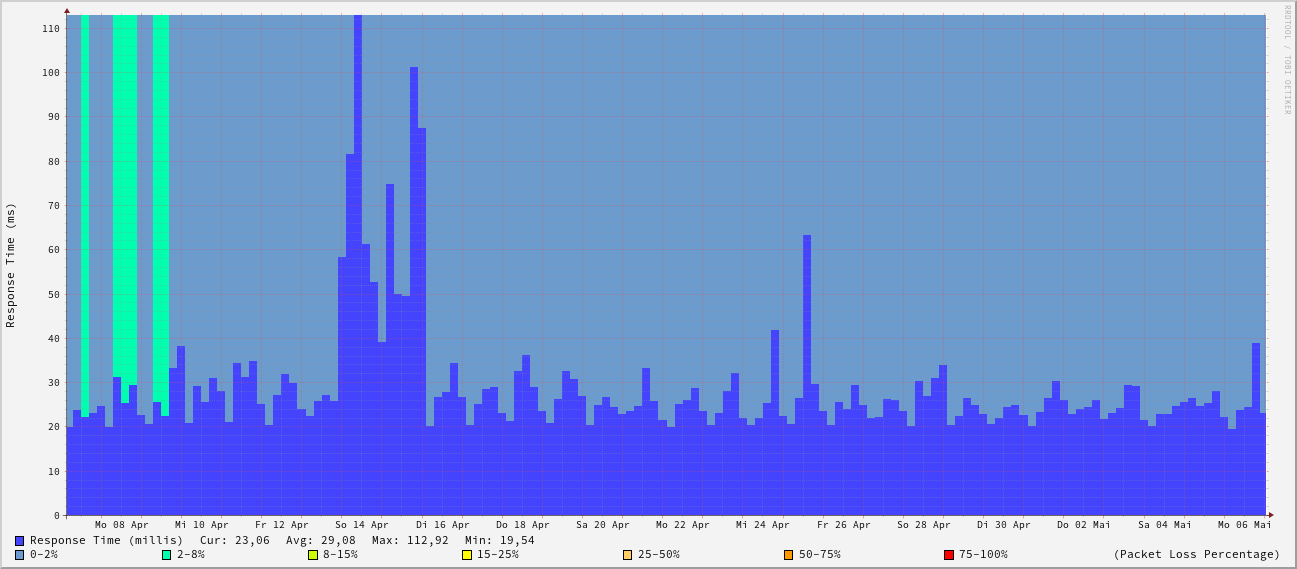 RRDTOOL / TOBI OETIKER
Response Time (ms)
110
100
90
80
70
60
50
40
30
20
10
0
Mo 08 Apr Mi 10 Apr Fr 12 Apr So 14 Apr Di 16 Apr Do 18 Apr Sa 20 Apr Mo 22 Apr Mi 24 Apr Fr 26 Apr So 28 Apr Di 30 Apr Do 02 Mai Sa 04 Mai Mo 06 Mai
Response Time (millis) Cur: 23,06 Avg: 29,08 Max: 112,92 Min: 19,54
0-2% 2-8% 8-15% 15-25% 25-50% 50-75% 75-100% (Packet Loss Percentage)